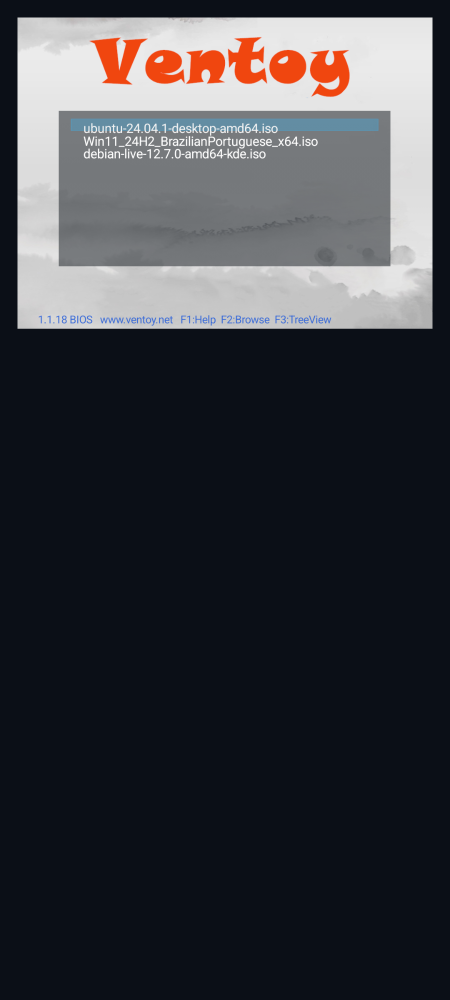 Ventoy
ubuntu-24.04.1-desktop-amd64.iso
Win11_24H2_BrazilianPortuguese_x64.iso
debian-live-12.7.0-amd64-kde.iso
1.1.18 BIOS www.ventoy.net F1:Help F2:Browse F3:TreeView